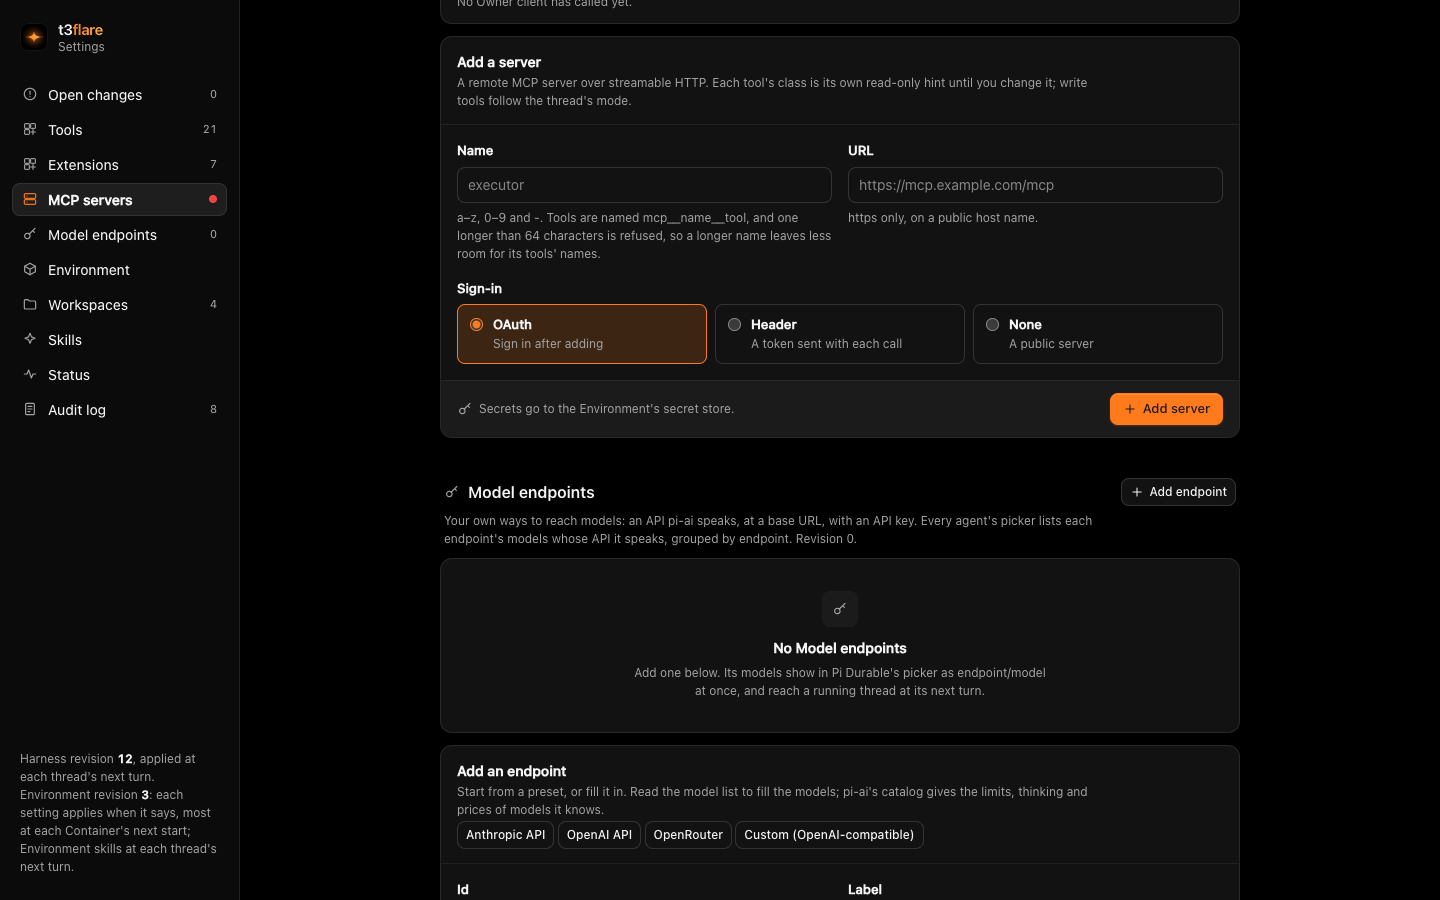 t3flare
Settings
Open changes 0
Tools 21
Extensions 7
MCP servers
Model endpoints 0
Environment
Workspaces 4
Skills
Status
Audit log 8
Harness revision 12, applied at
each thread's next turn.
Environment revision 3: each
setting applies when it says, most
at each Container's next start;
Environment skills at each thread's
next turn.
No Owner client has called yet.
Add a server
A remote MCP server over streamable HTTP. Each tool's class is its own read-only hint until you change it; write
tools follow the thread's mode.
Name
executor
a–z, 0–9 and -. Tools are named mcp__name__tool, and one
longer than 64 characters is refused, so a longer name leaves less
room for its tools' names.
URL
https://mcp.example.com/mcp
https only, on a public host name.
Sign-in
OAuth
Sign in after adding
Header
A token sent with each call
None
A public server
Secrets go to the Environment's secret store.
+ Add server
Model endpoints
+ Add endpoint
Your own ways to reach models: an API pi-ai speaks, at a base URL, with an API key. Every agent's picker lists each
endpoint's models whose API it speaks, grouped by endpoint. Revision 0.
No Model endpoints
Add one below. Its models show in Pi Durable's picker as endpoint/model
at once, and reach a running thread at its next turn.
Add an endpoint
Start from a preset, or fill it in. Read the model list to fill the models; pi-ai's catalog gives the limits, thinking and
prices of models it knows.
Anthropic API OpenAI API OpenRouter Custom (OpenAI-compatible)
Id
Label